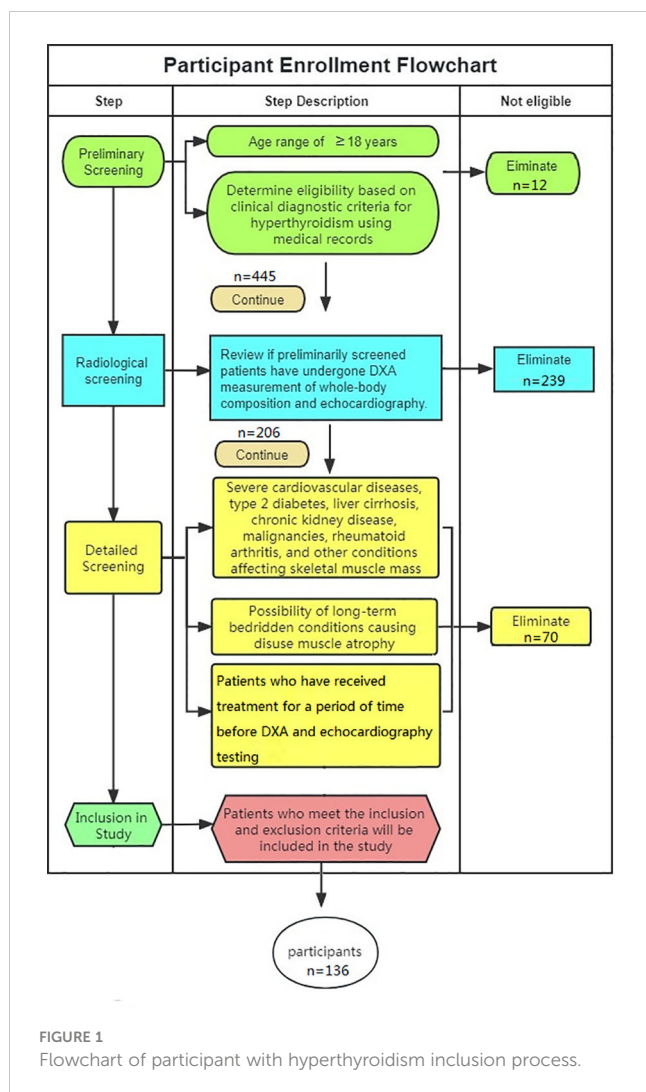 Participant Enrollment Flowchart
Step
Step Description
Not eligible
Preliminary
Screening
Age range of ≥ 18 years
Determine eligibility based on
clinical diagnostic criteria for
hyperthyroidism using
medical records
Eiminate
n=12
n=445
Continue
Radiological
screening
Review if preliminarily screened
patients have undergone DXA
measurement of whole-body
composition and echocardiography.
Eliminate
n=239
n=206
Continue
Detailed
Screening
Severe cardiovascular diseases,
type 2 diabetes, liver cirrhosis,
chronic kidney disease,
malignancies, rheumatoid
arthritis, and other conditions
affecting skeletal muscle mass
Possibility of long-term
bedridden conditions causing
disuse muscle atrophy
Patients who have received
treatment for a period of time
before DXA and echocardiography
testing
Eliminate
n=70
Inclusion in
Study
Patients who meet the inclusion
and exclusion criteria will be
included in the study
participants
n=136
FIGURE 1
Flowchart of participant with hyperthyroidism inclusion process.